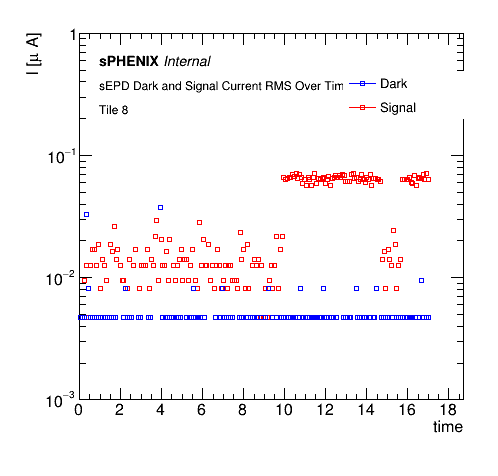 I [μ A]
1
sPHENIX Internal
sEPD Dark and Signal Current RMS Over Tim
Dark
Tile 8
Signal
10⁻¹
10⁻²
10⁻³
0 2 4 6 8 10 12 14 16 18
time